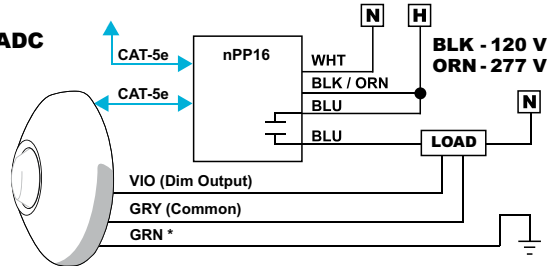 ADC
N H
CAT-5e
nPP16
WHT
BLK - 120 V
ORN - 277 V
BLK / ORN
CAT-5e
BLU
N
BLU
LOAD
VIO (Dim Output)
GRY (Common)
GRN *